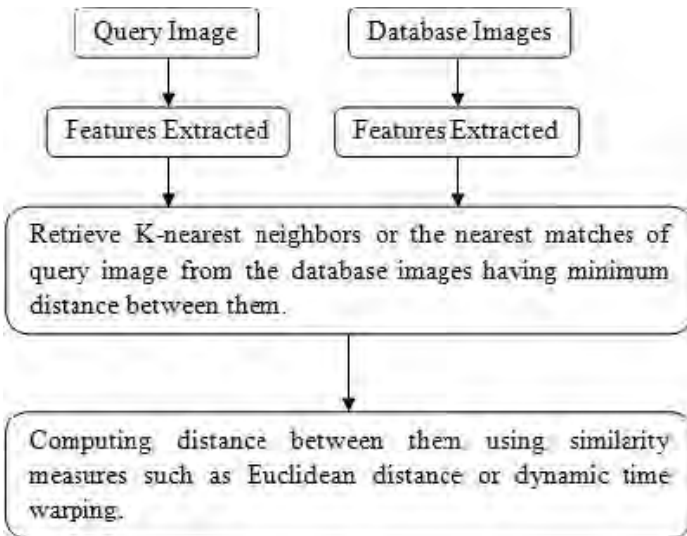 Query Image
Database Images
Features Extracted
Features Extracted
Retrieve K-nearest neighbors or the nearest matches of
query image from the database images having minimum
distance between them.
Computing distance between them using similarity
measures such as Euclidean distance or dynamic time
warping.